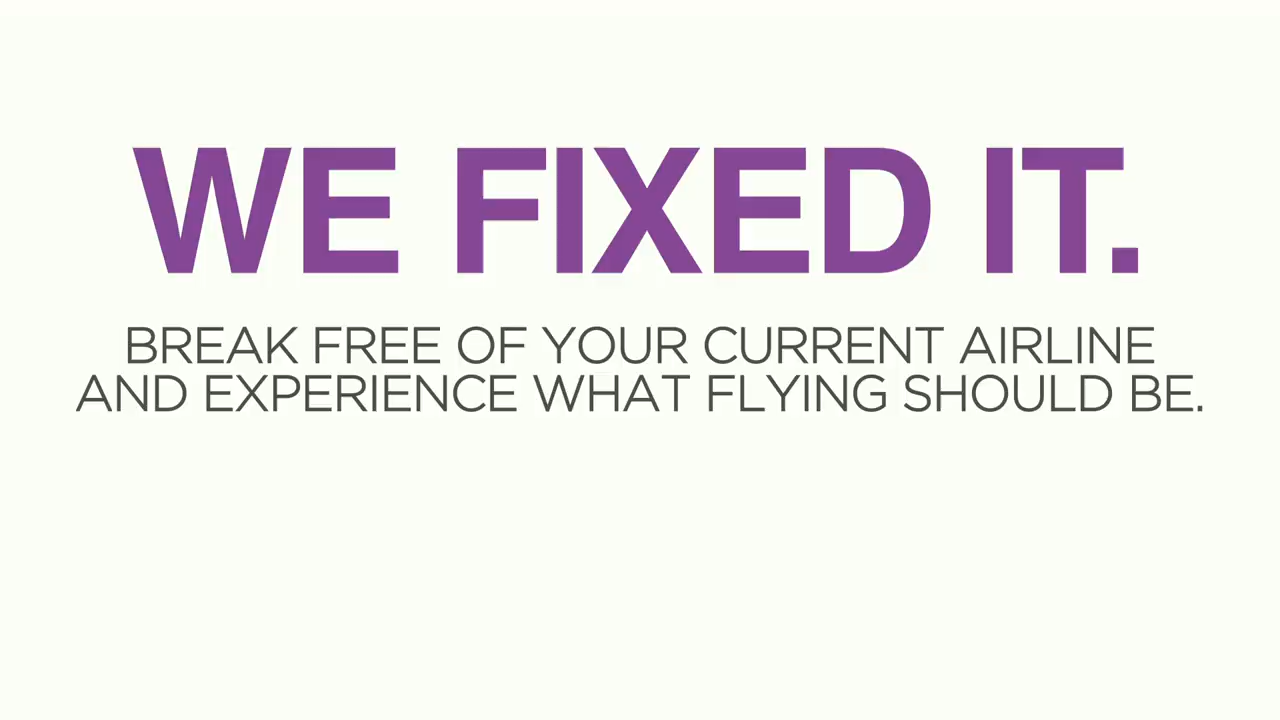 WE FIXED IT.
BREAK FREE OF YOUR CURRENT AIRLINE
AND EXPERIENCE WHAT FLYING SHOULD BE.